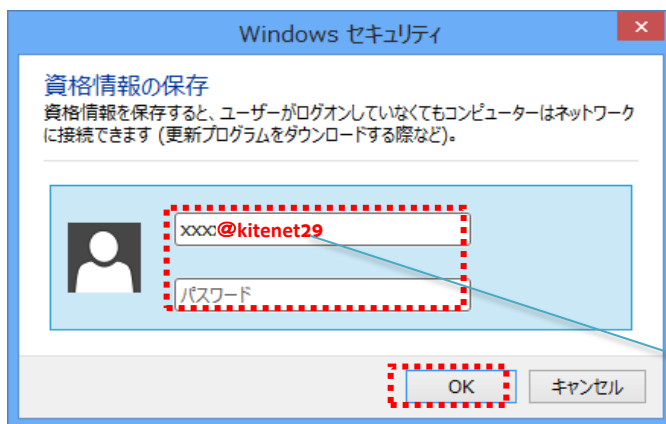 Windows セキュリティ
資格情報の保存
資格情報を保存すると、ユーザーがログオンしていなくてもコンピューターはネットワーク
に接続できます (更新プログラムをダウンロードする際など)。
xxx@kitenet29
パスワード
OK
キャンセル